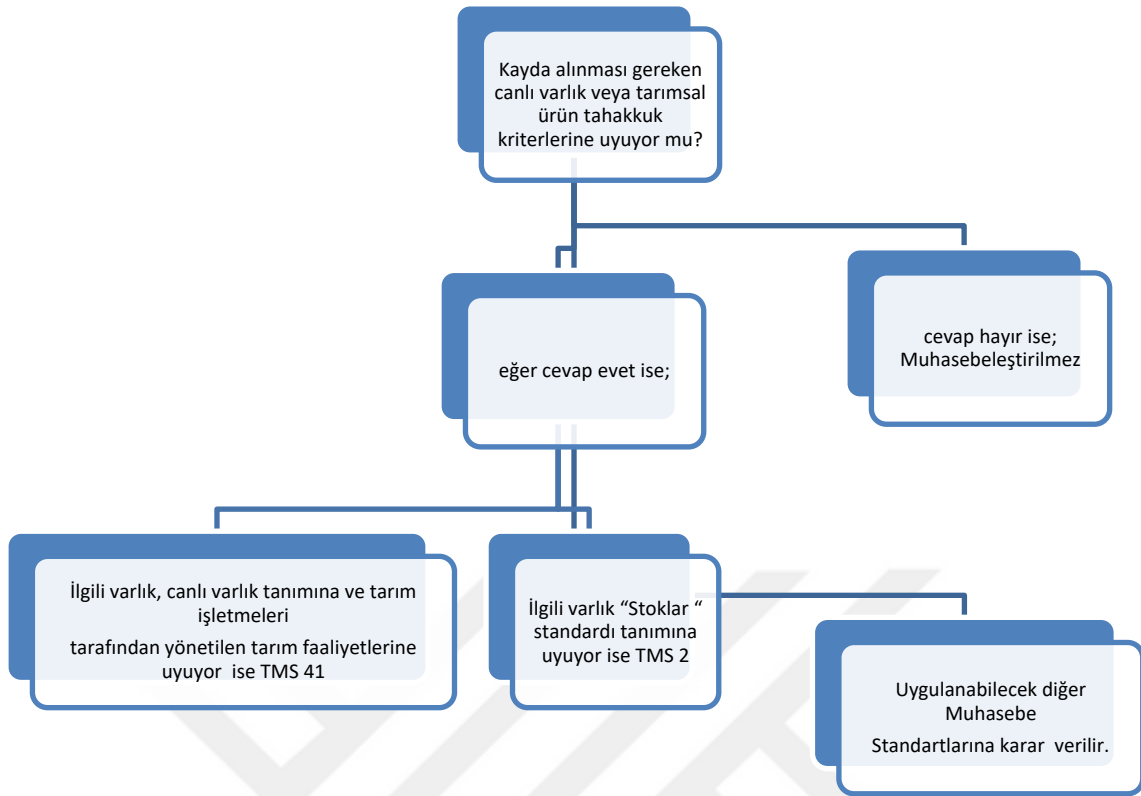 Kayda alınması gereken
canlı varlık veya tarımsal
ürün tahakkuk
kriterlerine uyuyor mu?
eğer cevap evet ise;
cevap hayır ise;
Muhasebeleştirilmez
İlgili varlık, canlı varlık tanımına ve tarım
işletmeleri
tarafından yönetilen tarım faaliyetlerine
uyuyor ise TMS 41
İlgili varlık “Stoklar “
standardı tanımına
uyuyor ise TMS 2
Uygulanabilecek diğer
Muhasebe
Standartlarına karar verilir.